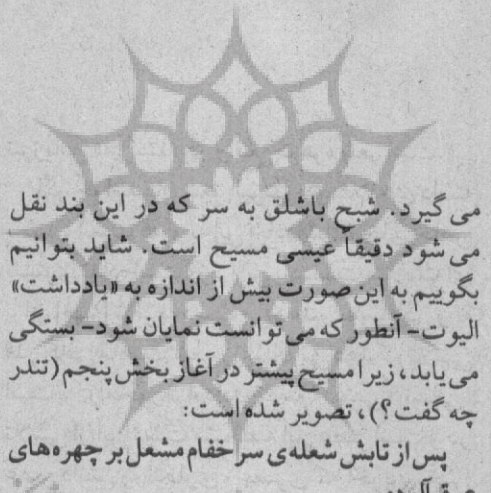 می گیرد. شبح باشلق به سر که در این بند نقل
می شود دقیقاً عیسی مسیح است. شاید بتوانیم
بگوییم به این صورت بیش از اندازه به «یادداشت»
الیوت- آنطور که می توانست نمایان شود- بستگی
می یابد، زیرا مسیح پیشتر در آغاز بخش پنجم (تندر
چه گفت؟)، تصویر شده است:
پس از تابش شعله‌ی سرخفام مشعل بر چهره‌های